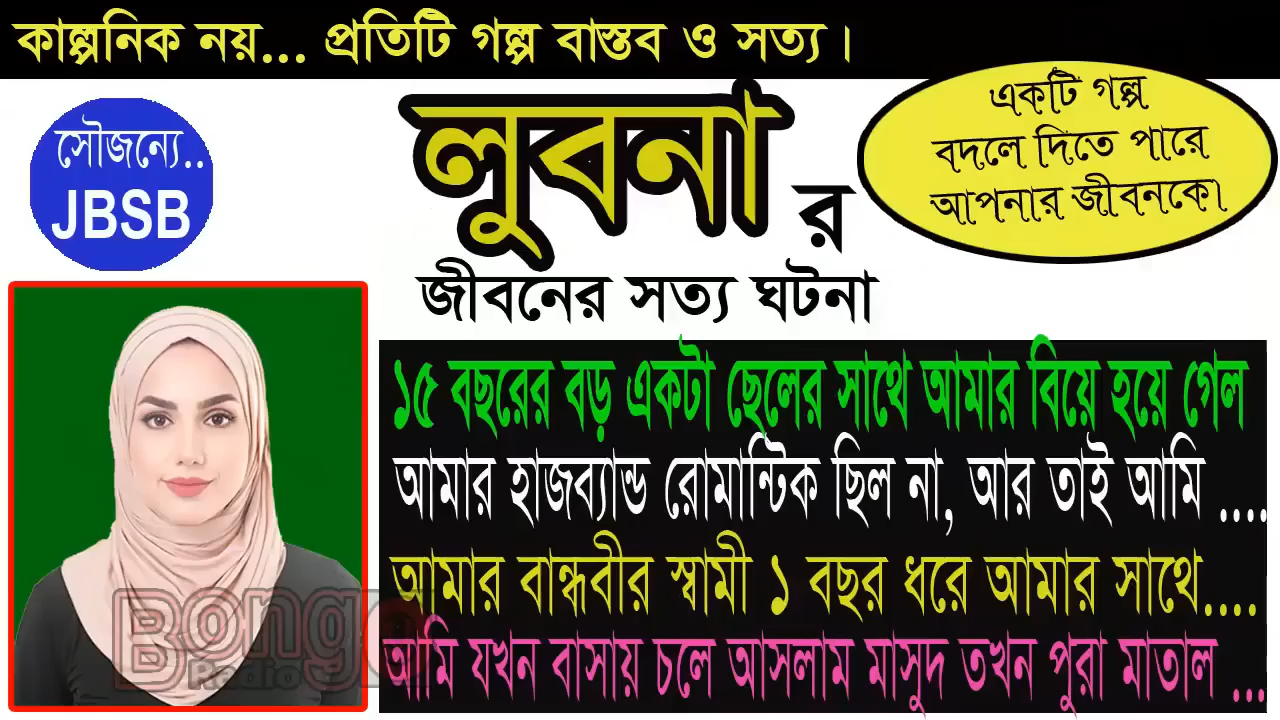 কাল্পনিক নয়... প্রতিটি গল্প বাস্তব ও সত্য।
সৌজন্যে..
JBSB
লুবনা র
জীবনের সত্য ঘটনা
একটি গল্প
বদলে দিতে পারে
আপনার জীবনকে।
১৫ বছরের বড় একটা ছেলের সাথে আমার বিয়ে হয়ে গেল
আমার হাজব্যান্ড রোমান্টিক ছিল না, আর তাই আমি ....
আমার বান্ধবীর স্বামী ১ বছর ধরে আমার সাথে....
আমি যখন বাসায় চলে আসলাম মাসুদ তখন পুরা মাতাল ...
Bongo
Radio